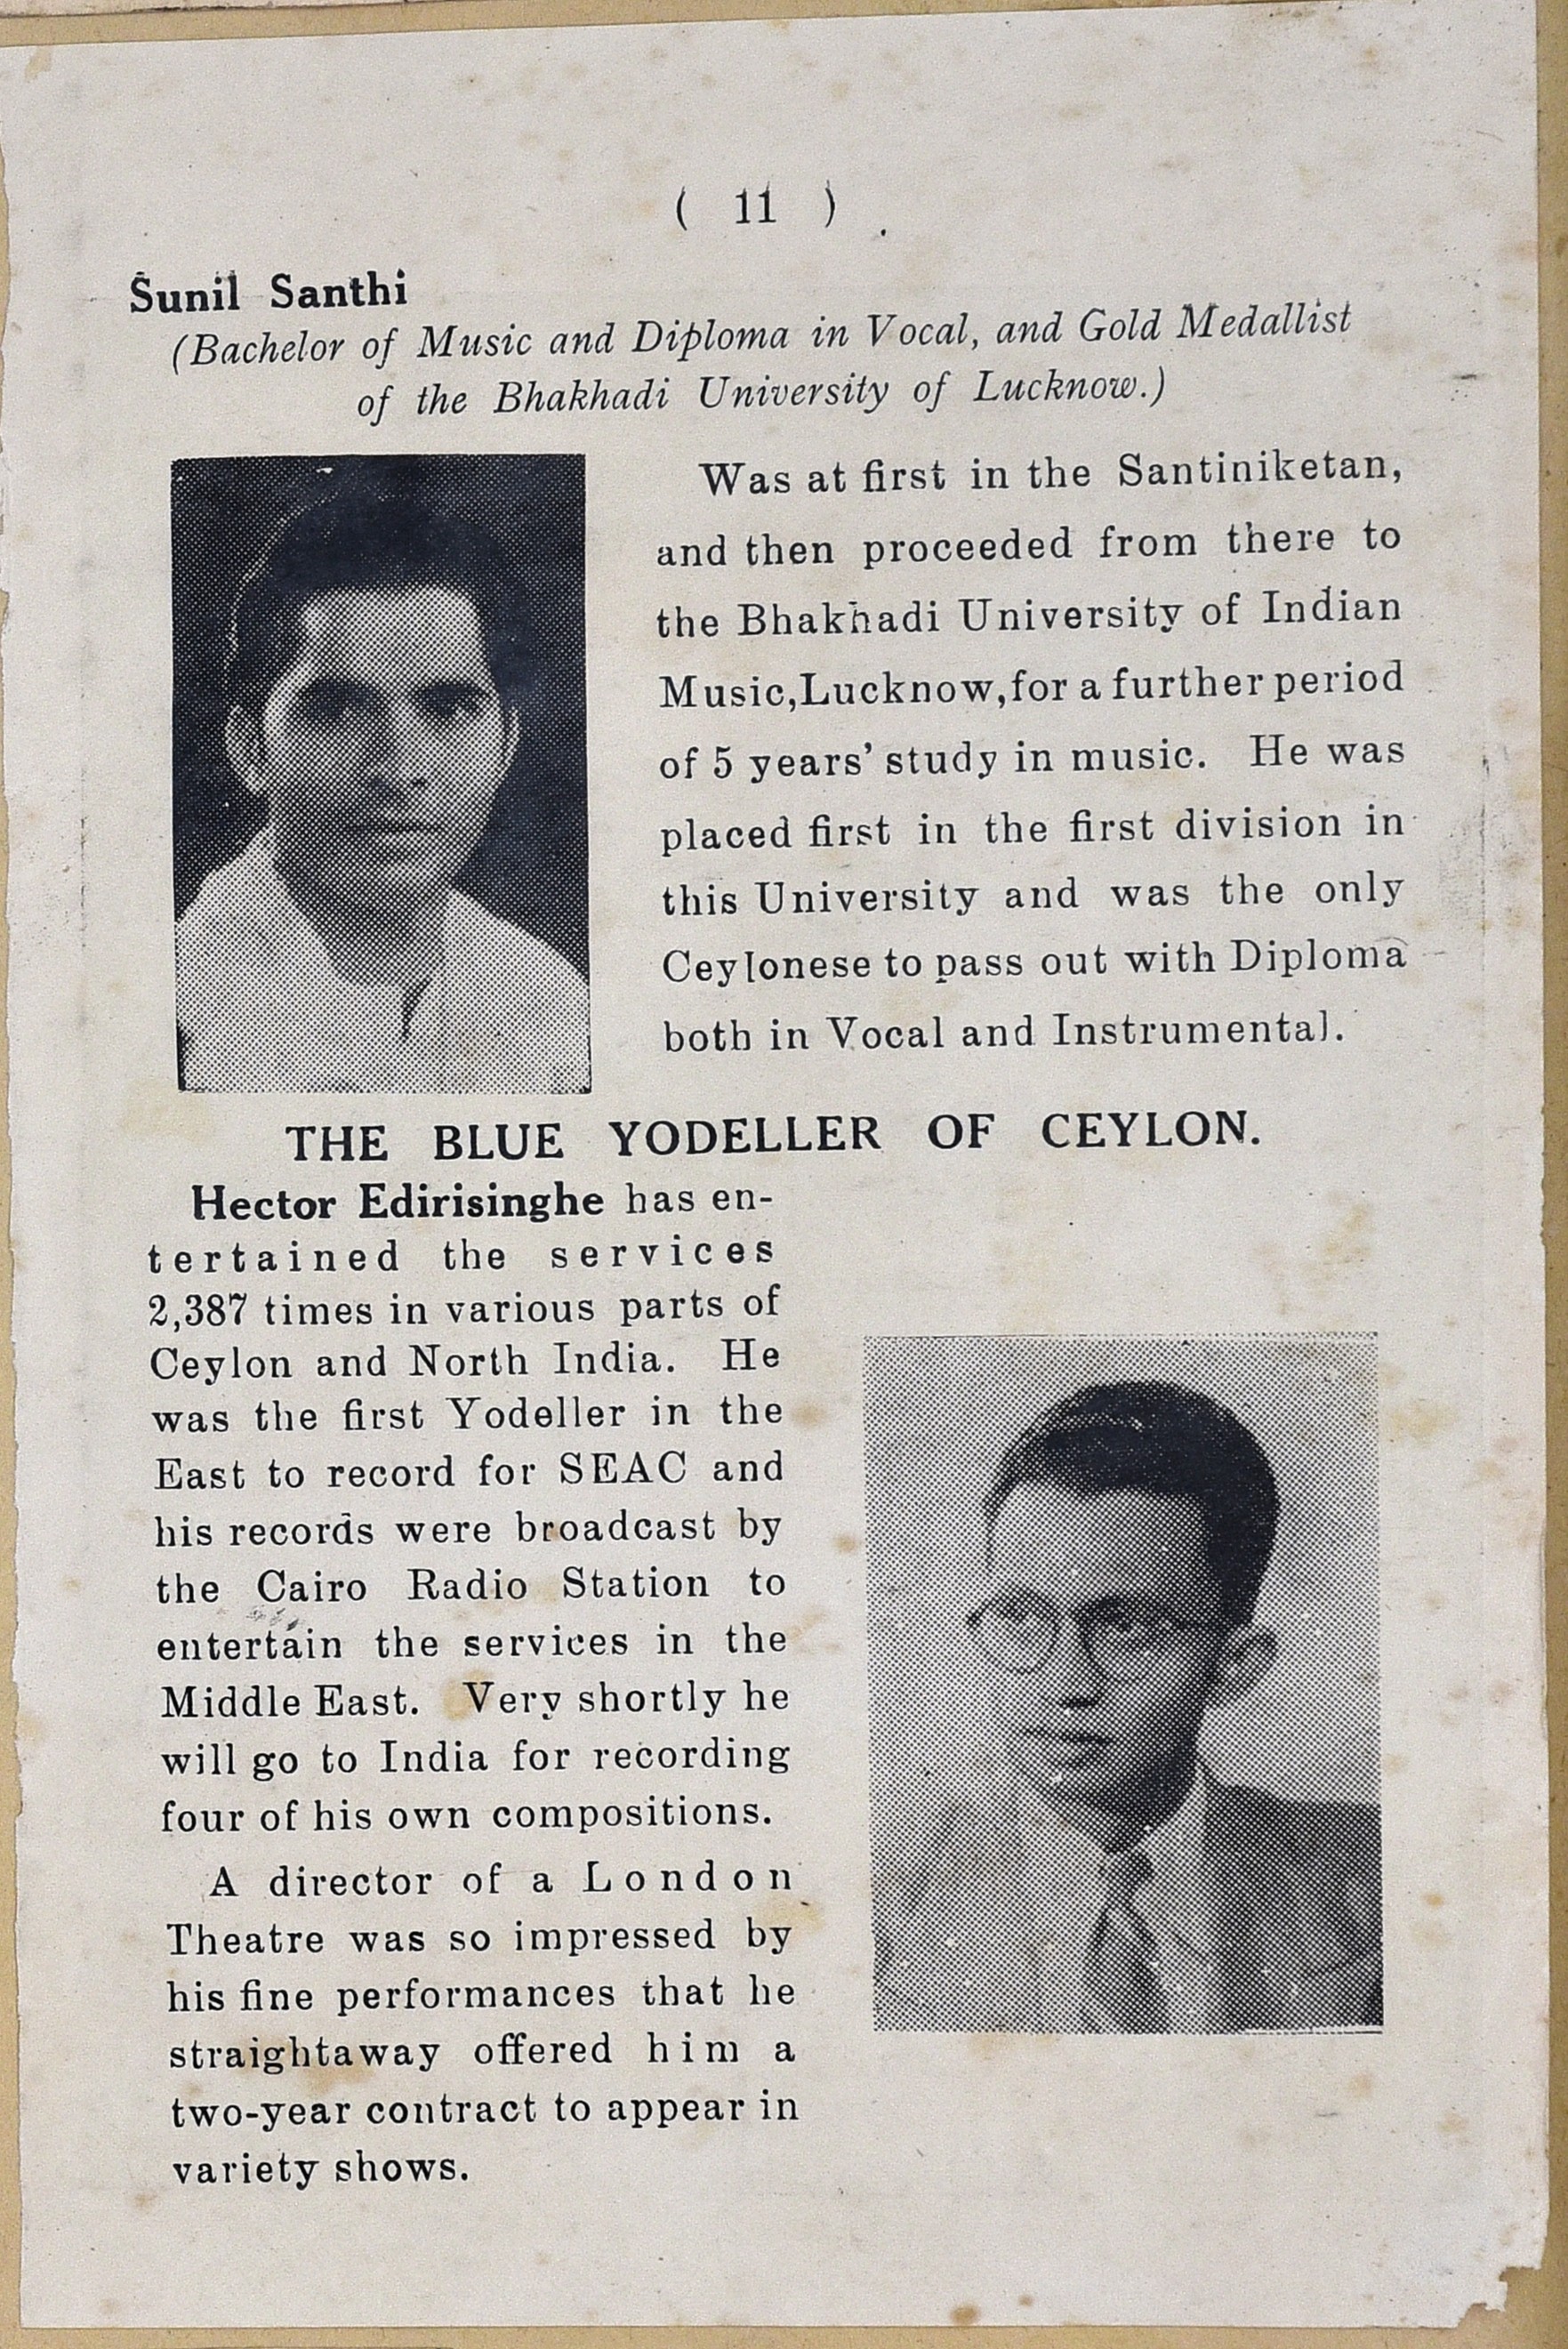 ( 11 )
Sunil Santhi
(Bachelor of Music and Diploma in Vocal, and Gold Medallist
of the Bhakhadi University of Lucknow.)
Was at first in the Santiniketan,
and then proceeded from there to
the Bhakhadi University of Indian
Music,Lucknow,for a further period
of 5 years' study in music. He was
placed first in the first division in
this University and was the only
Ceylonese to pass out with Diploma
both in Vocal and Instrumental.
THE BLUE YODELLER OF CEYLON.
Hector Edirisinghe has en-
tertained the services
2,387 times in various parts of
Ceylon and North India. He
was the first Yodeller in the
East to record for SEAC and
his records were broadcast by
the Cairo Radio Station to
entertain the services in the
Middle East. Very shortly he
will go to India for recording
four of his own compositions.
A director of a London
Theatre was so impressed by
his fine performances that he
straightaway offered him a
two-year contract to appear in
variety shows.